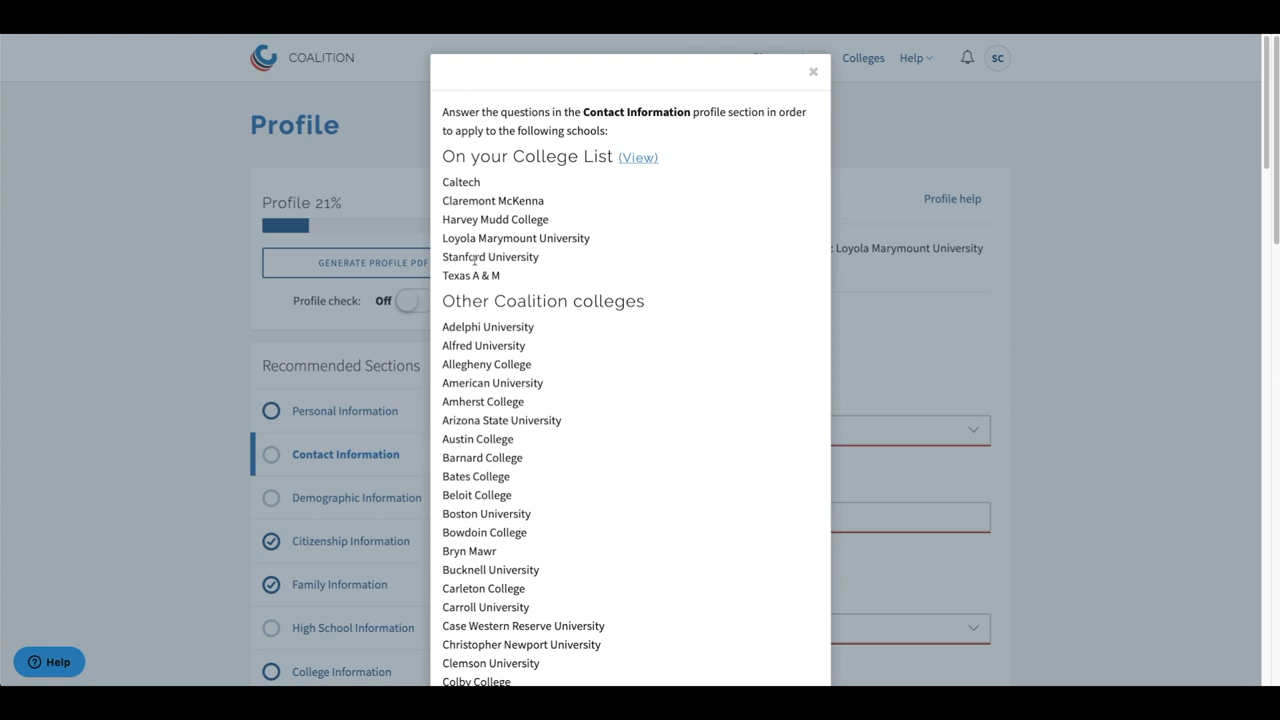 COALITION
Colleges
Help
SC
Profile
Profile 21%
GENERATE PROFILE PDF
Profile check: Off
Recommended Sections
Personal Information
Contact Information
Demographic Information
Citizenship Information
Family Information
High School Information
College Information
Help
Answer the questions in the Contact Information profile section in order
to apply to the following schools:
On your College List (View)
Caltech
Claremont McKenna
Harvey Mudd College
Loyola Marymount University
Stanford University
Texas A & M
Other Coalition colleges
Adelphi University
Alfred University
Allegheny College
American University
Amherst College
Arizona State University
Austin College
Barnard College
Bates College
Beloit College
Boston University
Bowdoin College
Bryn Mawr
Bucknell University
Carleton College
Carroll University
Case Western Reserve University
Christopher Newport University
Clemson University
Colby College
Profile help
: Loyola Marymount University